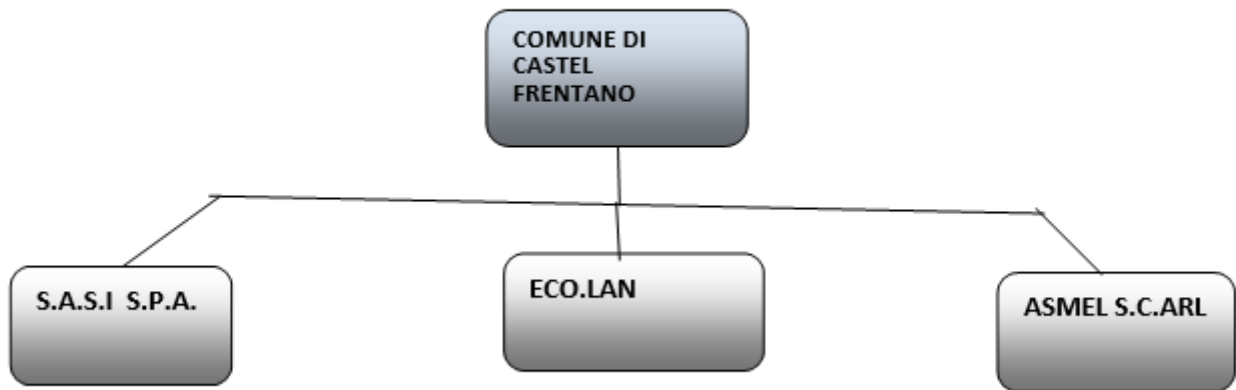 COMUNE DI
CASTEL
FRENTANO
S.A.S.I S.P.A.
ECO.LAN
ASMEL S.C.ARL